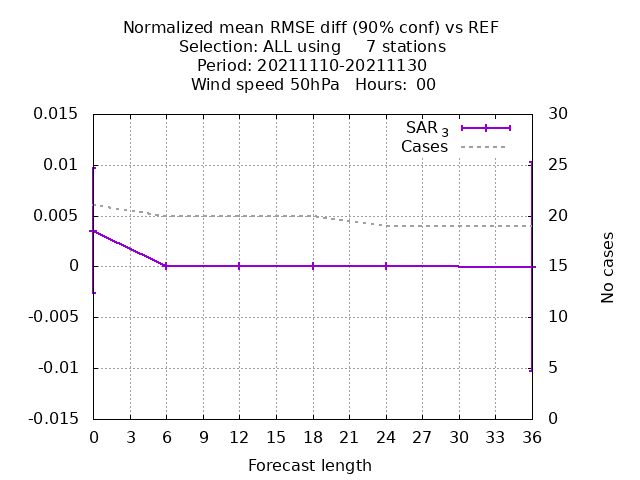 Normalized mean RMSE diff (90% conf) vs REF
Selection: ALL using     7 stations
Period: 20211110-20211130
Wind speed 50hPa   Hours:  00
0.015
0.01
0.005
0
-0.005
-0.01
-0.015
30
25
20
15
10
5
0
SAR 3
Cases
No cases
0 3 6 9 12 15 18 21 24 27 30 33 36
Forecast length